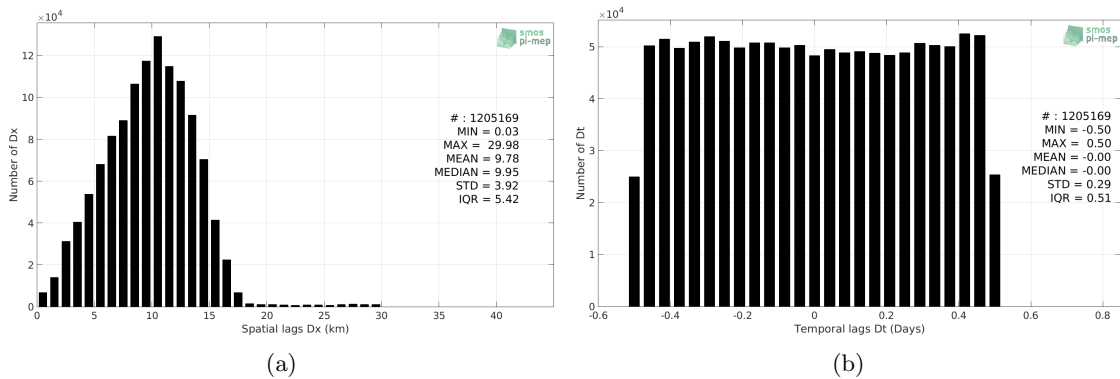 ×10⁴
12
10
8
6
4
2
0
Number of Dx
0 5 10 15 20 25 30 35 40
Spatial lags Dx (km)
smos
pi-mep
# : 1205169
MIN = 0.03
MAX = 29.98
MEAN = 9.78
MEDIAN = 9.95
STD = 3.92
IQR = 5.42
(a)
×10⁴
5
4
3
2
1
0
Number of Dt
-0.6 -0.4 -0.2 0 0.2 0.4 0.6 0.8
Temporal lags Dt (Days)
smos
pi-mep
# : 1205169
MIN = -0.50
MAX = 0.50
MEAN = -0.00
MEDIAN = -0.00
STD = 0.29
IQR = 0.51
(b)